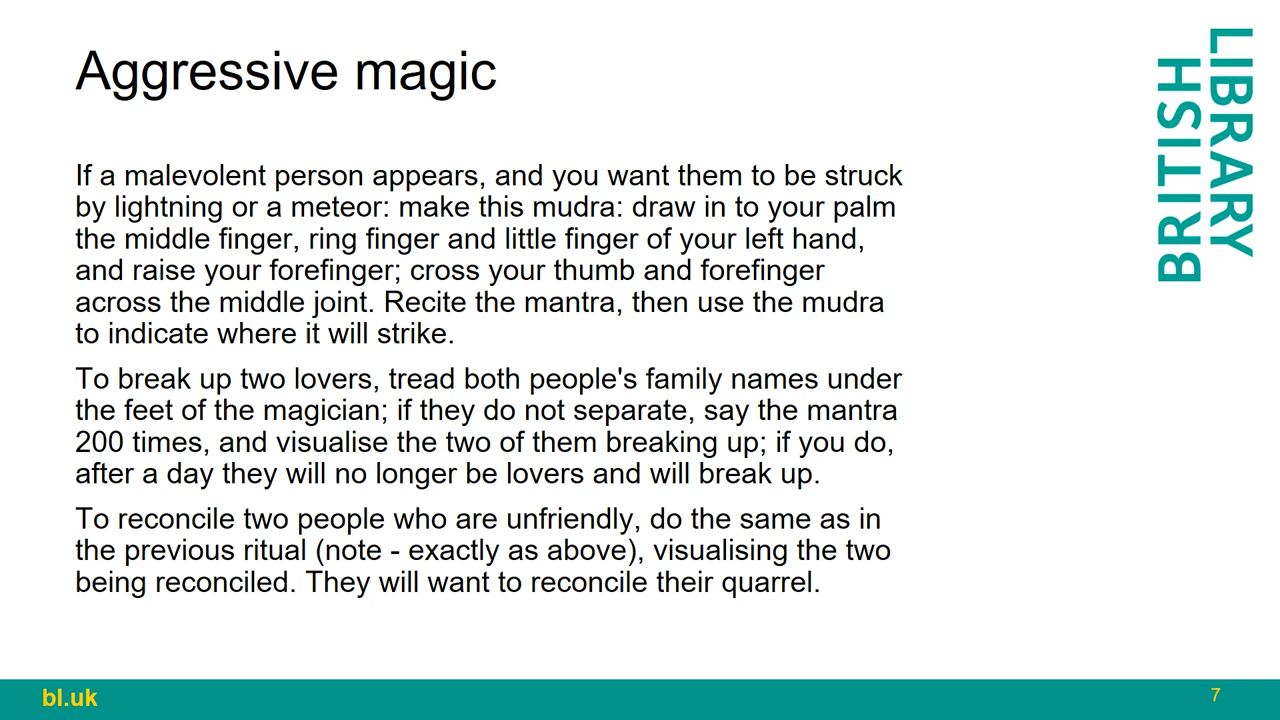 Aggressive magic
BRITISH
LIBRARY
If a malevolent person appears, and you want them to be struck
by lightning or a meteor: make this mudra: draw in to your palm
the middle finger, ring finger and little finger of your left hand,
and raise your forefinger; cross your thumb and forefinger
across the middle joint. Recite the mantra, then use the mudra
to indicate where it will strike.
To break up two lovers, tread both people's family names under
the feet of the magician; if they do not separate, say the mantra
200 times, and visualise the two of them breaking up; if you do,
after a day they will no longer be lovers and will break up.
To reconcile two people who are unfriendly, do the same as in
the previous ritual (note - exactly as above), visualising the two
being reconciled. They will want to reconcile their quarrel.
bl.uk
7